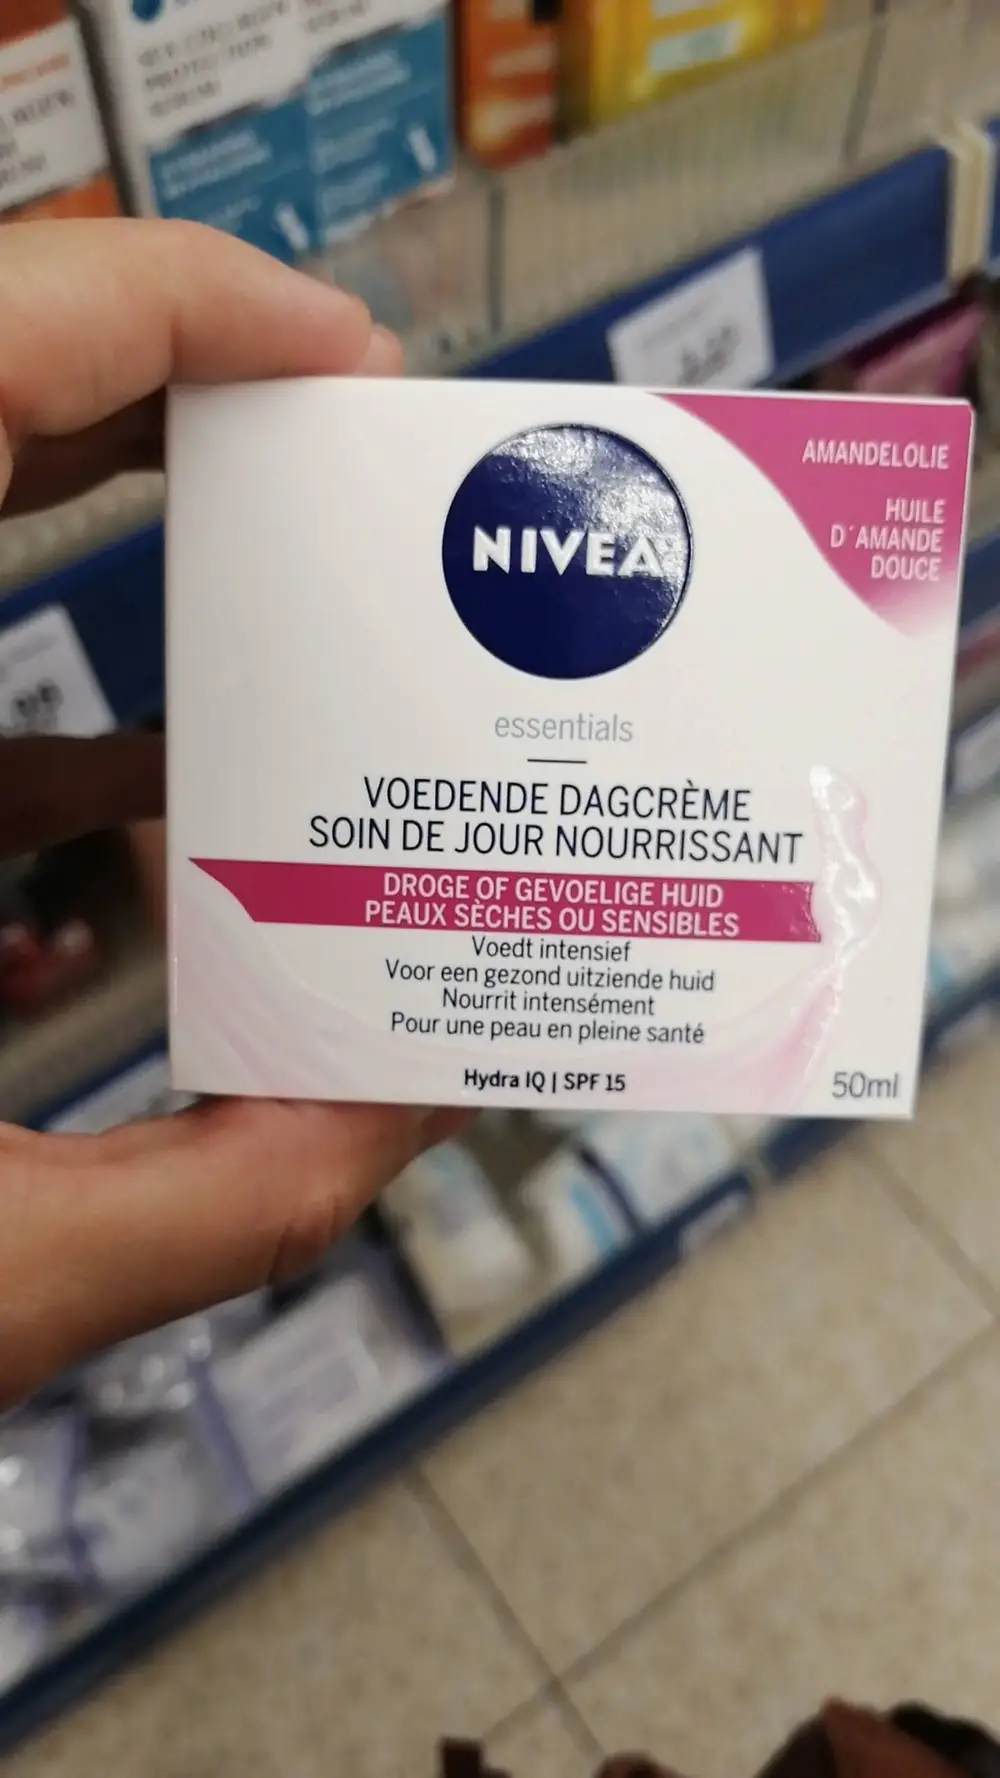 AMANDELOLIE
HUILE
D´AMANDE
DOUCE
NIVEA
essentials
VOEDENDE DAGCRÈME
SOIN DE JOUR NOURRISSANT
DROGE OF GEVOELIGE HUID
PEAUX SÈCHES OU SENSIBLES
Voedt intensief
Voor een gezond uitziende huid
Nourrit intensément
Pour une peau en pleine santé
Hydra IQ | SPF 15
50ml